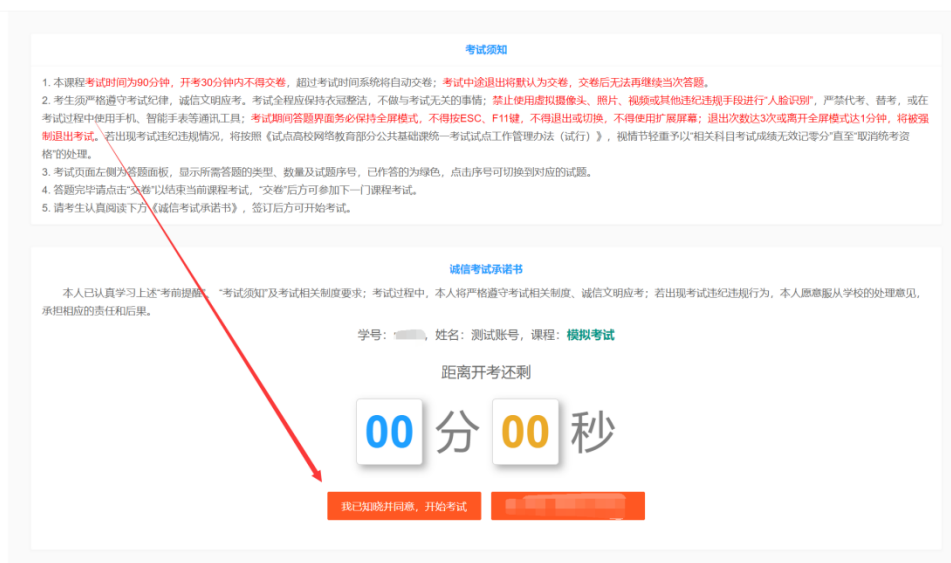 考试须知
1. 本课程考试时间为90分钟，开考30分钟内不得交卷，超过考试时间系统将自动交卷；考试中途退出将默认为交卷，交卷后无法再继续当次答题。
2. 考生须严格遵守考试纪律，诚信文明应考。考试全程应保持衣冠整洁，不做与考试无关的事情；禁止使用虚拟摄像头、照片、视频或其他违纪违规手段进行“人脸识别”，严禁代考、替考，或在
考试过程中使用手机、智能手表等通讯工具；考试期间答题界面务必保持全屏模式，不得按ESC、F11键，不得退出或切换，不得使用扩展屏幕；退出次数达3次或离开全屏模式达1分钟，将被强
制退出考试。若出现考试违纪违规情况，将按照《试点高校网络教育部分公共基础课统一考试试点工作管理办法（试行）》，视情节轻重予以“相关科目考试成绩无效记零分”直至“取消统考资
格”的处理。
3. 考试页面左侧为答题面板，显示所需答题的类型、数量及试题序号，已作答的为绿色，点击序号可切换到对应的试题。
4. 答题完毕请点击“交卷”以结束当前课程考试，“交卷”后方可参加下一门课程考试。
5. 请考生认真阅读下方《诚信考试承诺书》，签订后方可开始考试。
诚信考试承诺书
本人已认真学习上述“考前提醒”、“考试须知”及考试相关制度要求；考试过程中，本人将严格遵守考试相关制度、诚信文明应考；若出现考试违纪违规行为，本人愿意服从学校的处理意见，
承担相应的责任和后果。
学号： ，姓名：测试账号，课程：模拟考试
距离开考还剩
00 分 00 秒
我已知晓并同意，开始考试